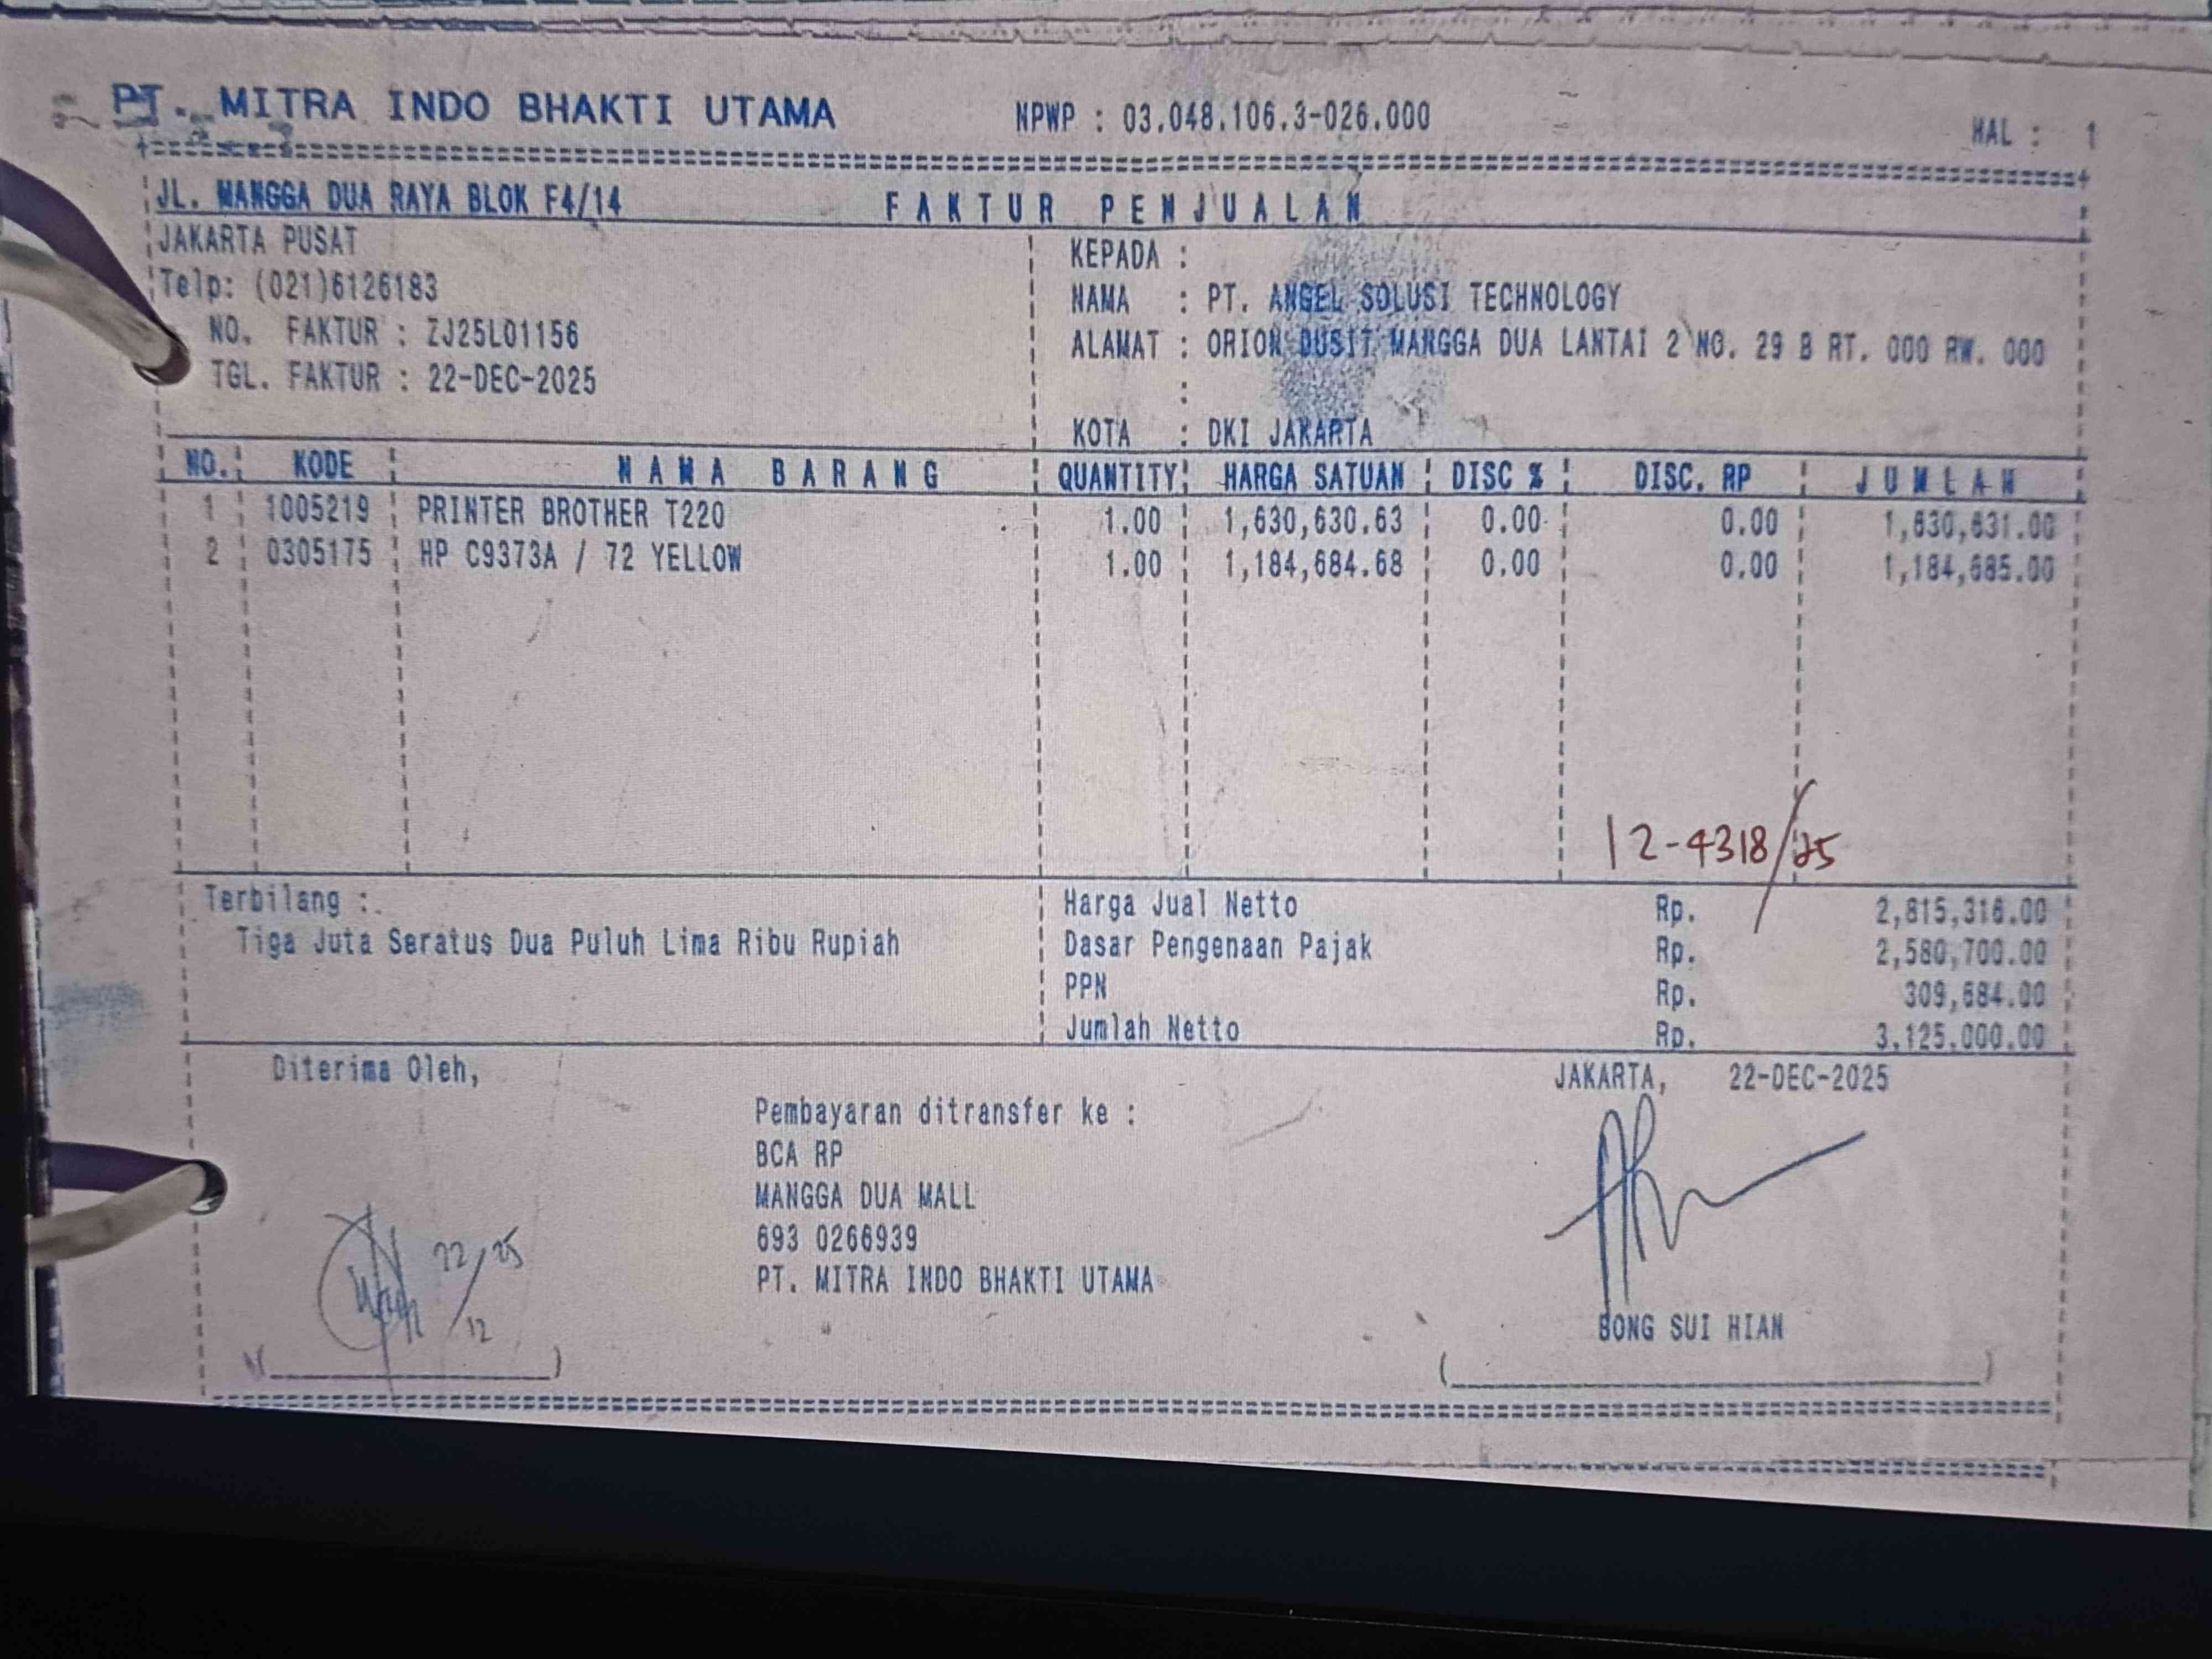 PT. MITRA INDO BHAKTI UTAMA NPWP : 03.048.106.3-026.000 HAL : 1
JL. MANGGA DUA RAYA BLOK F4/14 FAKTUR PENJUALAN
JAKARTA PUSAT
Telp: (021)6126183
NO. FAKTUR : ZJ25L01156
TGL. FAKTUR : 22-DEC-2025
KEPADA :
NAMA : PT. ANGEL SOLUSI TECHNOLOGY
ALAMAT : ORION DUSIT MANGGA DUA LANTAI 2 NO. 29 B RT. 000 RW. 000
:
KOTA : DKI JAKARTA
NO. KODE NAMA BARANG QUANTITY HARGA SATUAN DISC % DISC. RP JUMLAH
1 1005219 PRINTER BROTHER T220 1.00 1,630,630.63 0.00 0.00 1,630,631.00
2 0305175 HP C9373A / 72 YELLOW 1.00 1,184,684.68 0.00 0.00 1,184,685.00
12-4318/25
Terbilang :
Tiga Juta Seratus Dua Puluh Lima Ribu Rupiah
Harga Jual Netto Rp. 2,815,316.00
Dasar Pengenaan Pajak Rp. 2,580,700.00
PPN Rp. 309,684.00
Jumlah Netto Rp. 3,125,000.00
Diterima Oleh,
22/12 25
Pembayaran ditransfer ke :
BCA RP
MANGGA DUA MALL
693 0266939
PT. MITRA INDO BHAKTI UTAMA
JAKARTA, 22-DEC-2025
BONG SUI HIAN